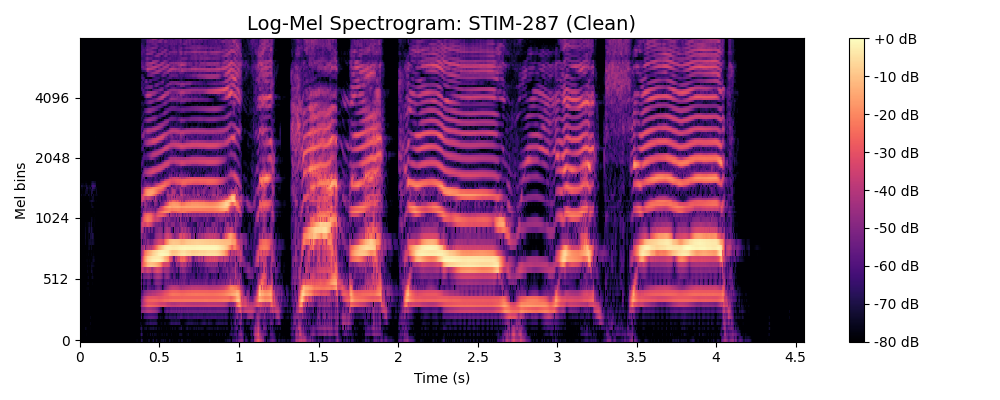 Log-Mel Spectrogram: STIM-287 (Clean)
Mel bins
4096
2048
1024
512
0
0 0.5 1 1.5 2 2.5 3 3.5 4 4.5
Time (s)
+0 dB
-10 dB
-20 dB
-30 dB
-40 dB
-50 dB
-60 dB
-70 dB
-80 dB